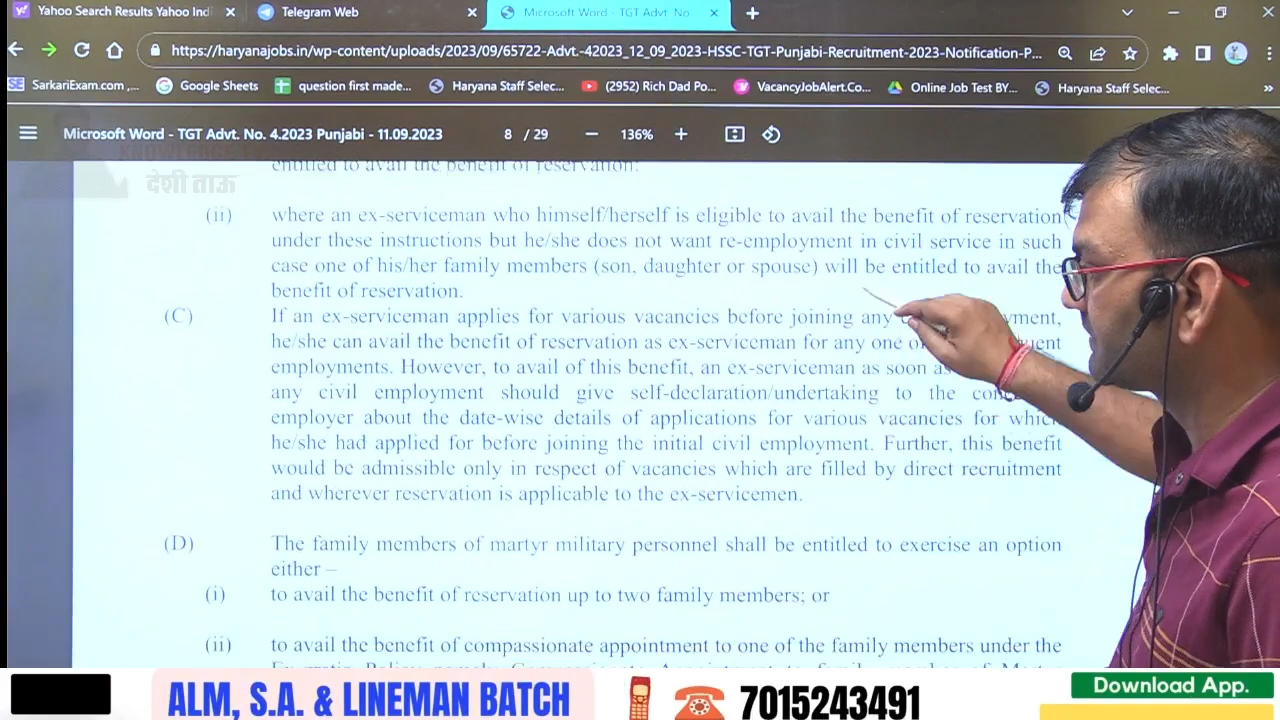 Yahoo Search Results Yahoo Ind
Telegram Web
Microsoft Word - TGT Advt. No
https://haryanajobs.in/wp-content/uploads/2023/09/65722-Advt.-42023_12_09_2023-HSSC-TGT-Punjabi-Recruitment-2023-Notification-P...
SE SarkariExam.com ,...
Google Sheets
question first made...
Haryana Staff Selec...
(2952) Rich Dad Po...
VacancyJobAlert.Co...
Online Job Test BY...
Haryana Staff Selec...
Microsoft Word - TGT Advt. No. 4.2023 Punjabi - 11.09.2023
8 / 29
136%
देशी ताऊ
entitled to avail the benefit of reservation.
(ii) where an ex-serviceman who himself/herself is eligible to avail the benefit of reservation
under these instructions but he/she does not want re-employment in civil service in such
case one of his/her family members (son, daughter or spouse) will be entitled to avail the
benefit of reservation.
(C) If an ex-serviceman applies for various vacancies before joining any
he/she can avail the benefit of reservation as ex-serviceman for any one
employments. However, to avail of this benefit, an ex-serviceman as soon as
any civil employment should give self-declaration/undertaking to the
employer about the date-wise details of applications for various vacancies for which
he/she had applied for before joining the initial civil employment. Further, this benefit
would be admissible only in respect of vacancies which are filled by direct recruitment
and wherever reservation is applicable to the ex-servicemen.
(D) The family members of martyr military personnel shall be entitled to exercise an option
either –
(i) to avail the benefit of reservation up to two family members; or
(ii) to avail the benefit of compassionate appointment to one of the family members under the
ALM, S.A. & LINEMAN BATCH
7015243491
Download App.